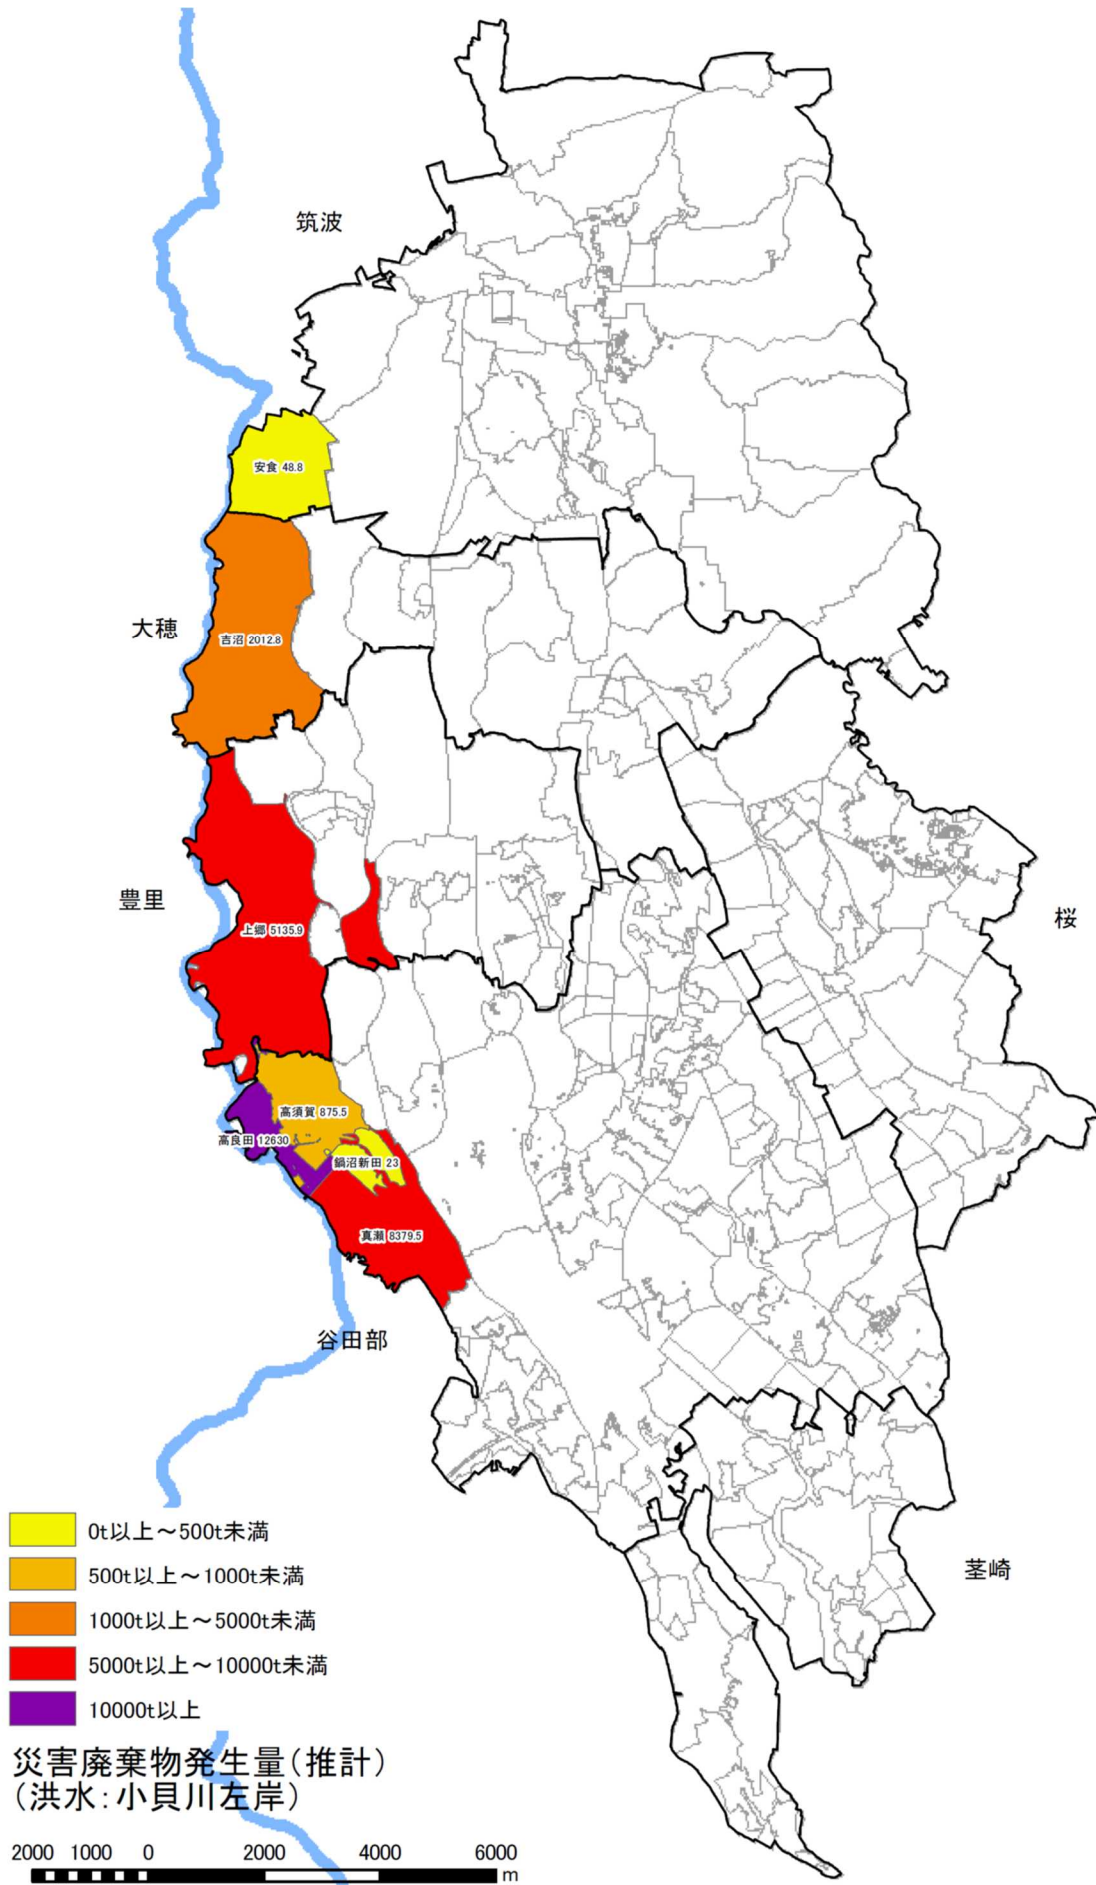 筑波
安食 48.8
大穂
吉沼 2012.8
豊里
上郷 5135.9
桜
高須賀 875.5
高良田 12630
鍋沼新田 23
真瀬 8379.5
谷田部
茎崎
0t以上～500t未満
500t以上～1000t未満
1000t以上～5000t未満
5000t以上～10000t未満
10000t以上
災害廃棄物発生量(推計)
(洪水:小貝川左岸)
2000 1000 0 2000 4000 6000
m